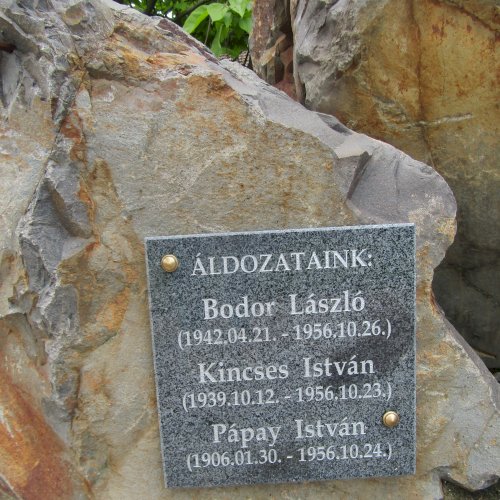 ÁLDOZATAINK:
Bodor László
(1942.04.21. - 1956.10.26.)
Kincses István
(1939.10.12. - 1956.10.23.)
Pápay István
(1906.01.30. - 1956.10.24.)